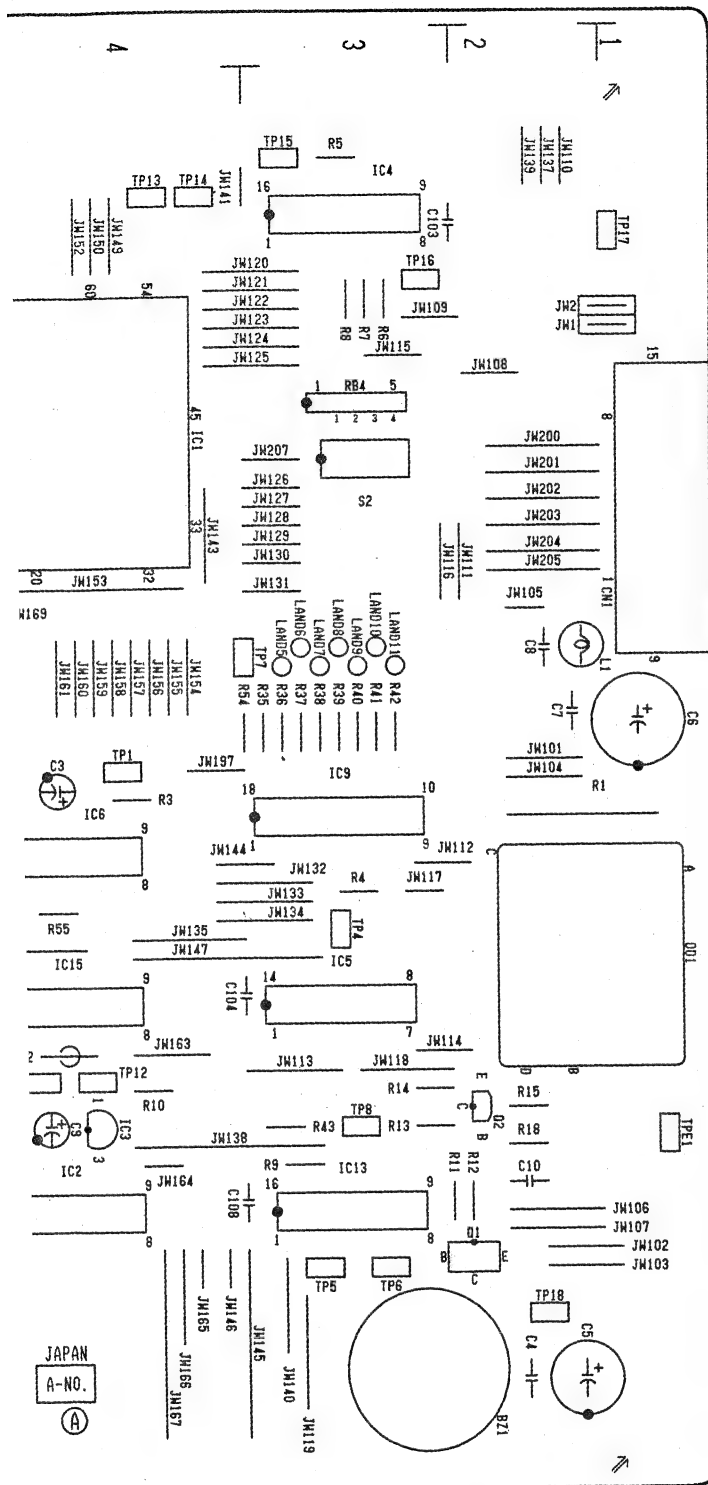 4
3
2
1
TP15
R5
IC4
TP13
TP14
JW141
16
9
1
8
C103
JW139
JW137
JW110
TP17
JW152
JW150
JW149
60
54
JW120
JW121
JW122
JW123
JW124
JW125
TP16
R8
R7
R6
JW109
JW115
JW2
JW1
JW108
15
8
45
IC1
1
RB4
5
1
2
3
4
JW207
S2
JW126
JW127
JW128
JW129
JW130
JW131
33
JW143
JW200
JW201
JW202
JW203
JW204
JW205
JW116
JW111
JW105
1
CN1
9
20
JW153
32
W169
LAND5
LAND6
LAND7
LAND8
LAND9
LAND10
LAND11
C8
L1
TP7
JW161
JW160
JW159
JW158
JW157
JW156
JW155
JW154
R54
R35
R36
R37
R38
R39
R40
R41
R42
C7
C6
C3
TP1
JW197
IC9
JW101
JW104
R1
R3
IC6
18
10
1
9
9
8
JW144
JW132
JW133
JW134
R4
JW112
JW117
C
A
R55
JW135
JW147
TP4
IC15
IC5
9
8
C104
14
8
1
7
DD1
D
B
2
JW163
JW113
JW118
JW114
TP12
R10
R14
E
C
B
Q2
R15
1
C9
IC3
3
R43
TP8
R13
R18
TPE1
JW138
IC2
JW164
R9
IC13
R11
R12
C10
9
8
C108
16
9
1
8
JW106
JW107
Q1
B
E
C
JW102
JW103
TP5
TP6
TP18
JW165
JW146
JW145
JW166
JW167
JW140
JW119
BZ1
C4
C5
JAPAN
A-NO.
A